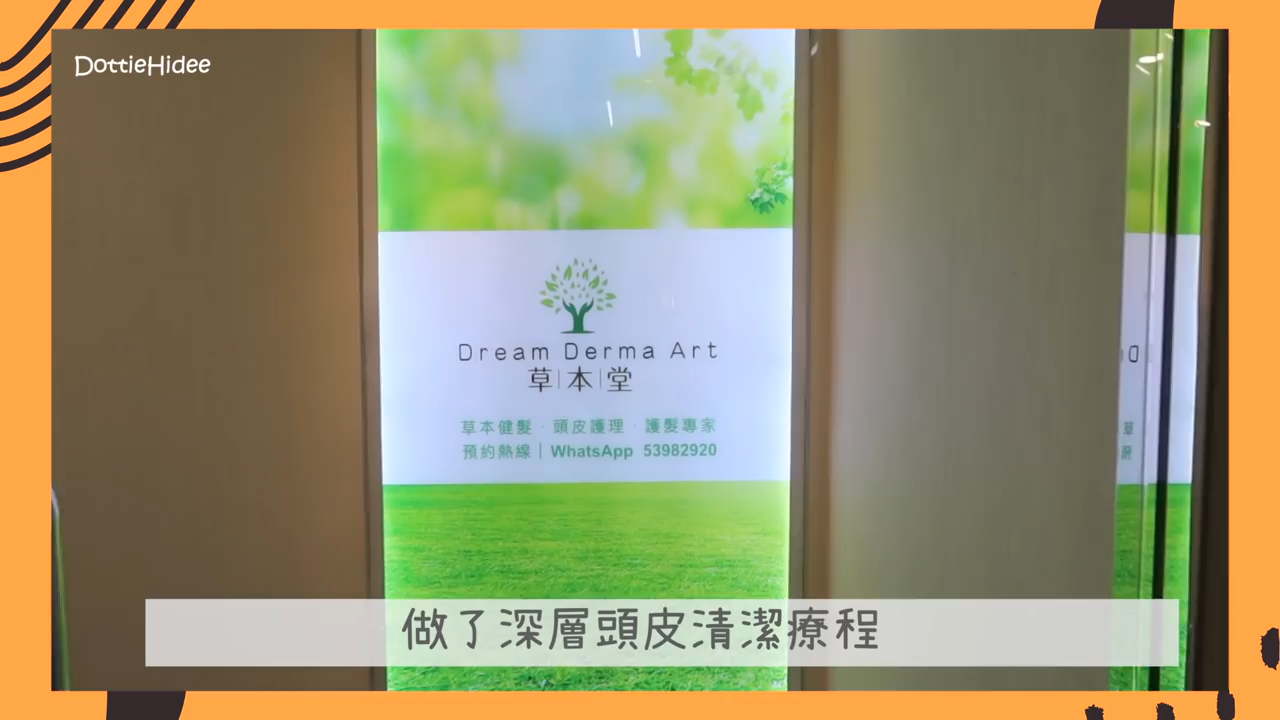 DottieHidee
Dream Derma Art
草|本|堂
草本健髮 · 頭皮護理 · 護髮專家
預約熱線|WhatsApp 53982920
做了深層頭皮清潔療程